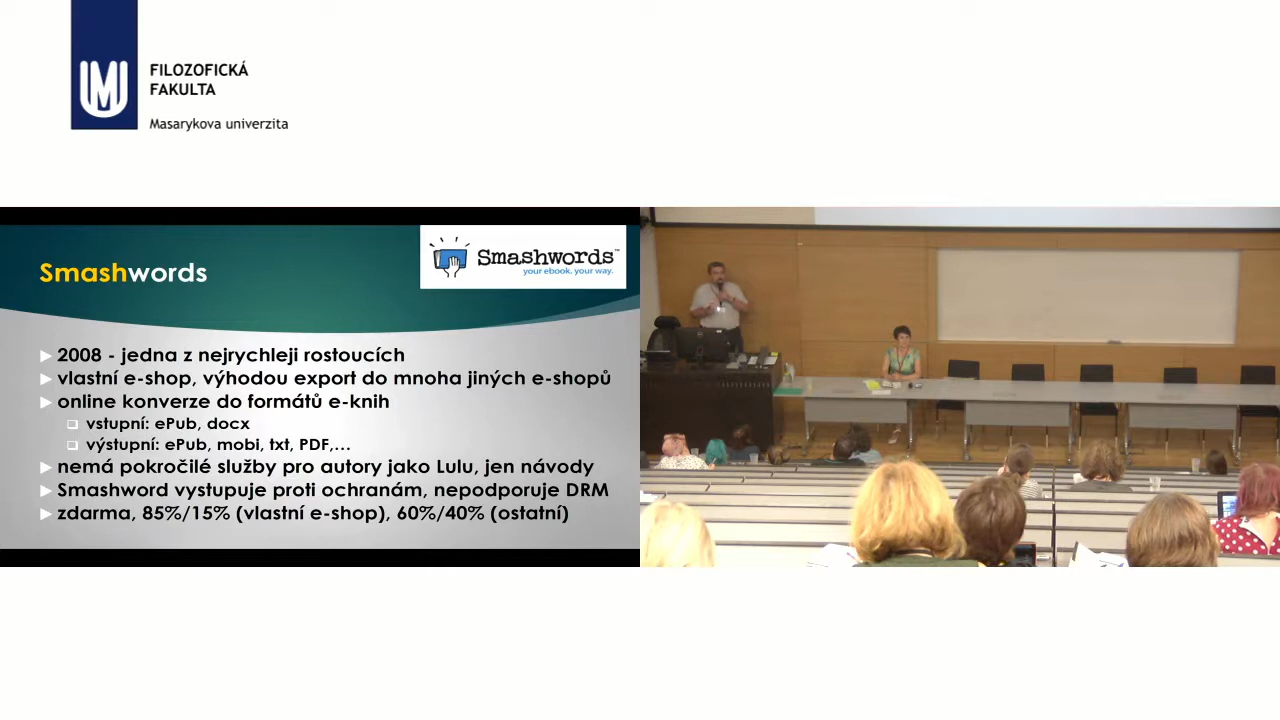 FILOZOFICKÁ
FAKULTA
Masarykova univerzita
Smashwords
Smashwords™
your ebook. your way.
2008 - jedna z nejrychleji rostoucích
vlastní e-shop, výhodou export do mnoha jiných e-shopů
online konverze do formátů e-knih
vstupní: ePub, docx
výstupní: ePub, mobi, txt, PDF,...
nemá pokročilé služby pro autory jako Lulu, jen návody
Smashword vystupuje proti ochranám, nepodporuje DRM
zdarma, 85%/15% (vlastní e-shop), 60%/40% (ostatní)